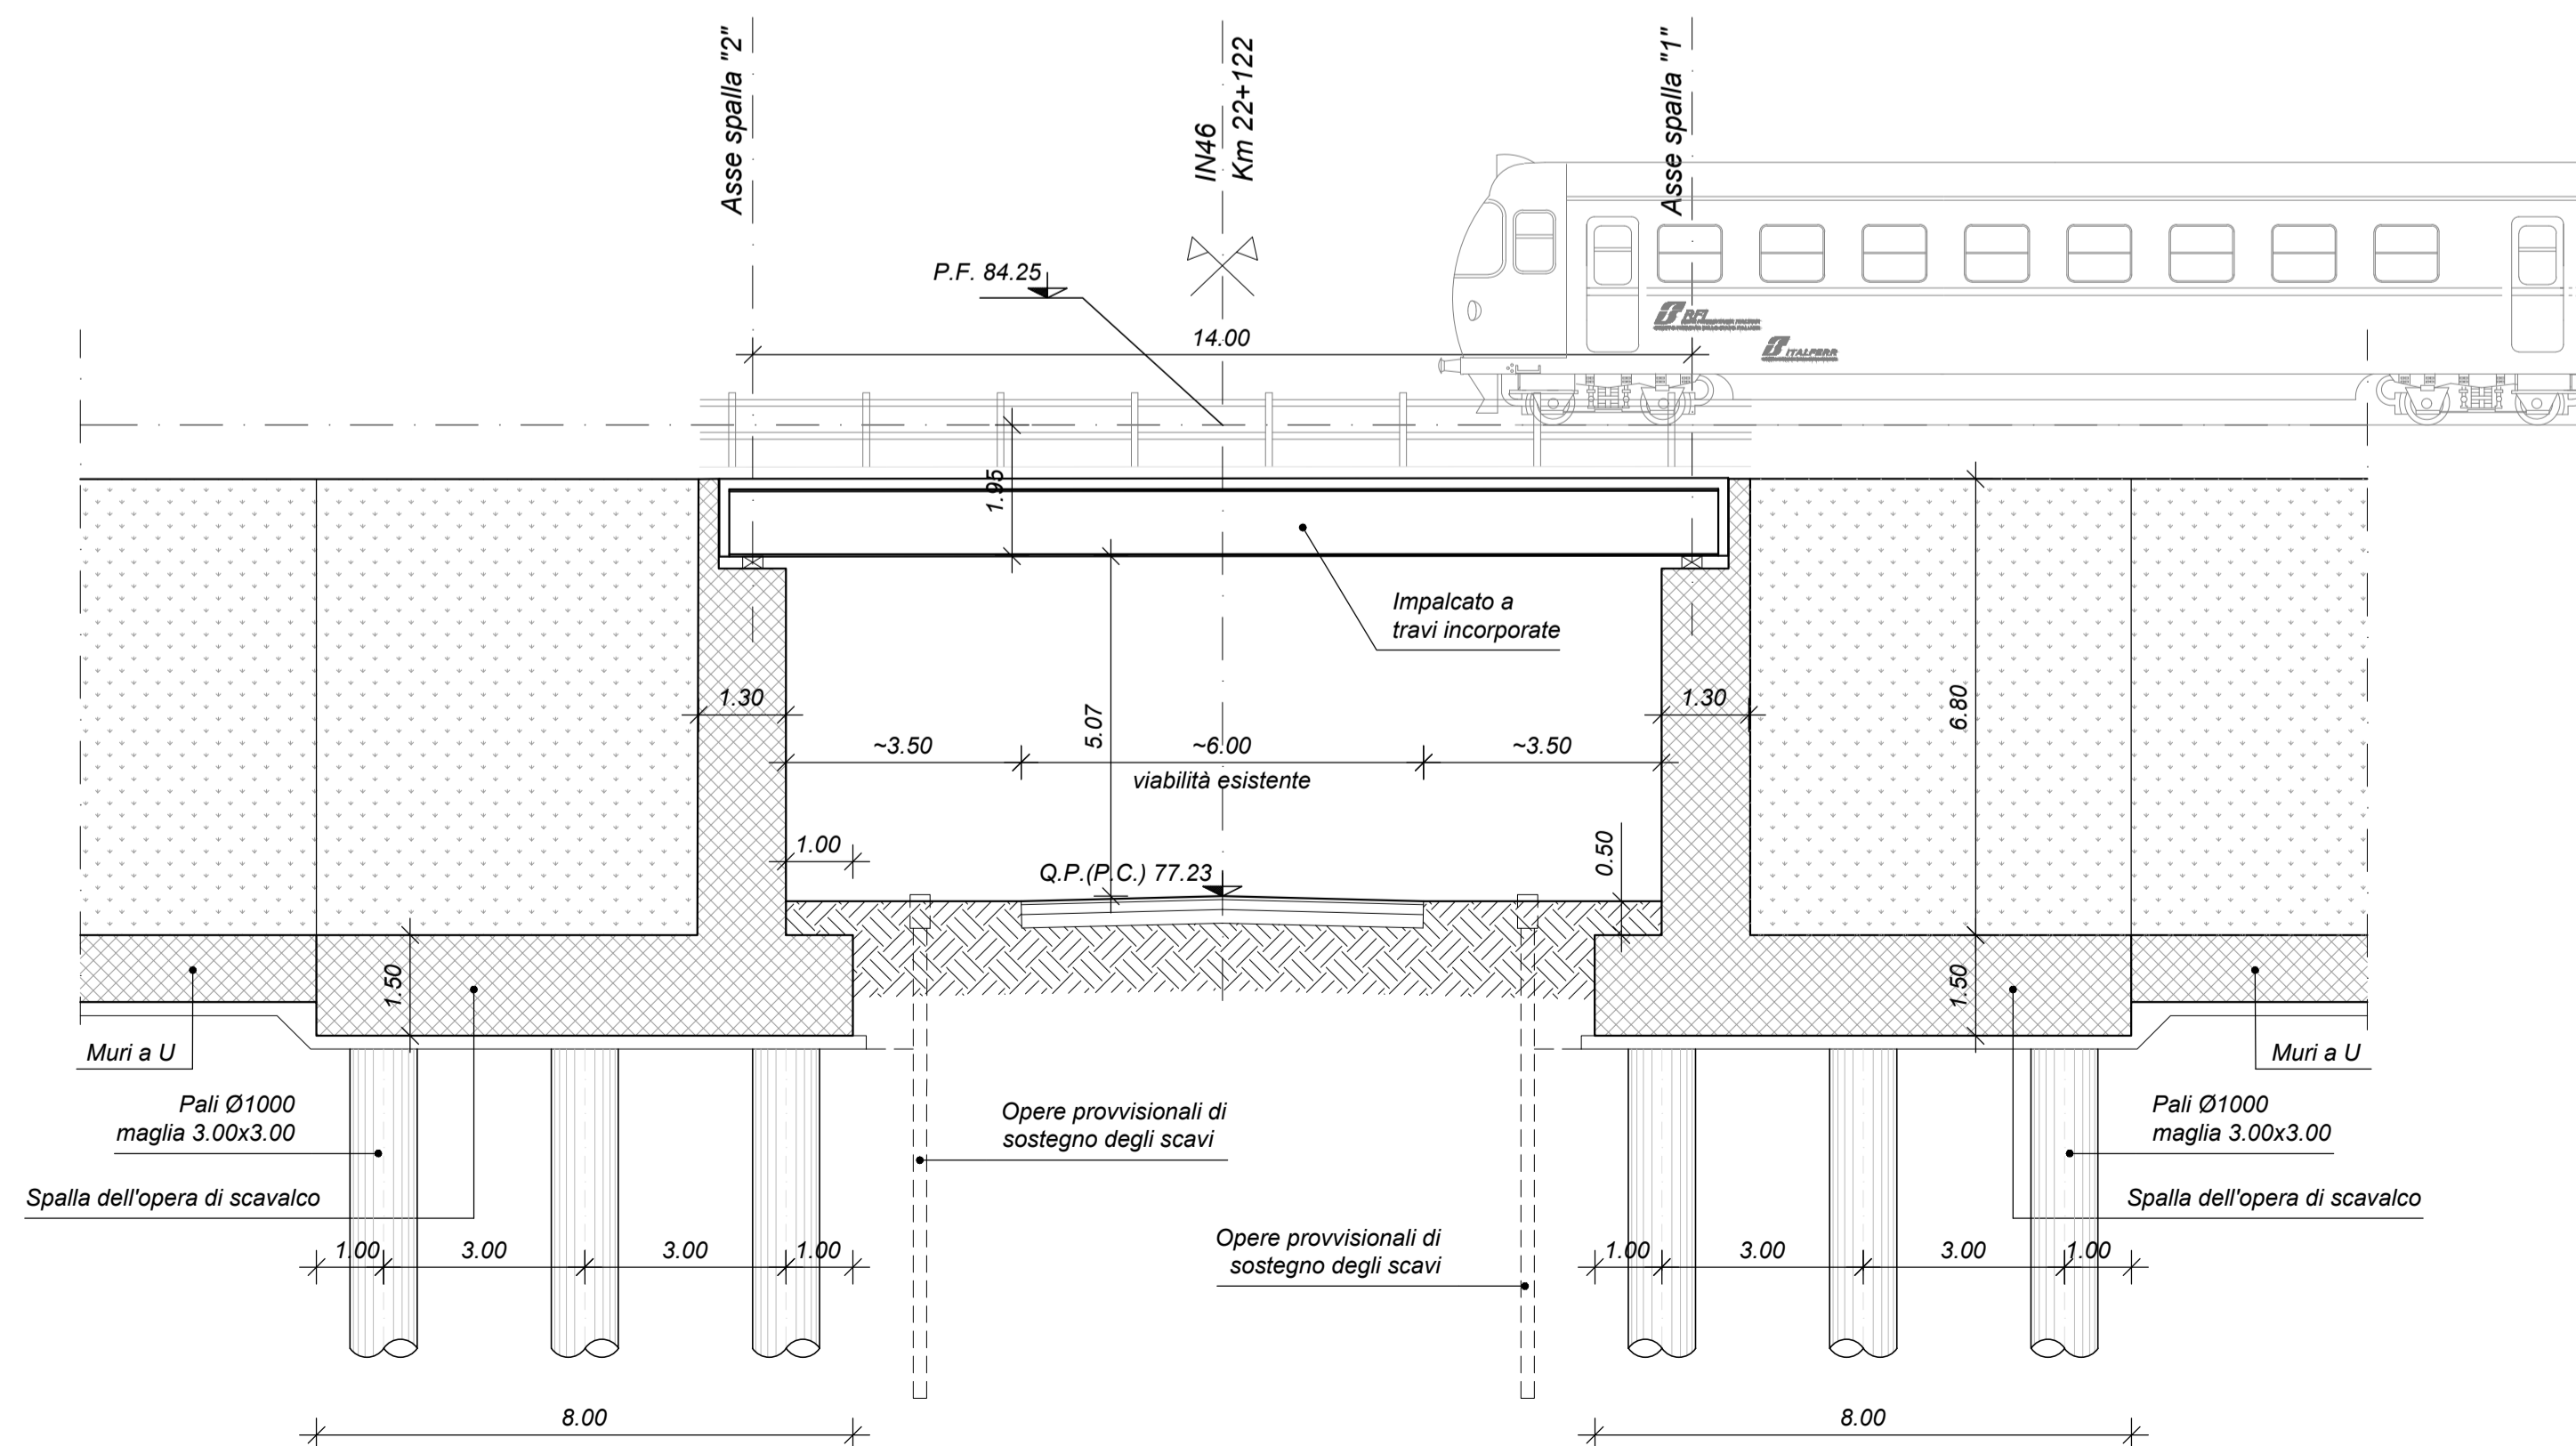 Asse spalla "2"
IN46
Km 22+122
Asse spalla "1"
P.F. 84.25
14.00
ITALFERR
1.95
Impalcato a
travi incorporate
1.30
1.30
5.07
6.80
~3.50
~6.00
~3.50
viabilità esistente
1.00
0.50
Q.P.(P.C.) 77.23
1.50
1.50
Muri a U
Muri a U
Pali Ø1000
maglia 3.00x3.00
Opere provvisionali di
sostegno degli scavi
Pali Ø1000
maglia 3.00x3.00
Spalla dell'opera di scavalco
Spalla dell'opera di scavalco
Opere provvisionali di
sostegno degli scavi
1.00
3.00
3.00
1.00
1.00
3.00
3.00
1.00
8.00
8.00